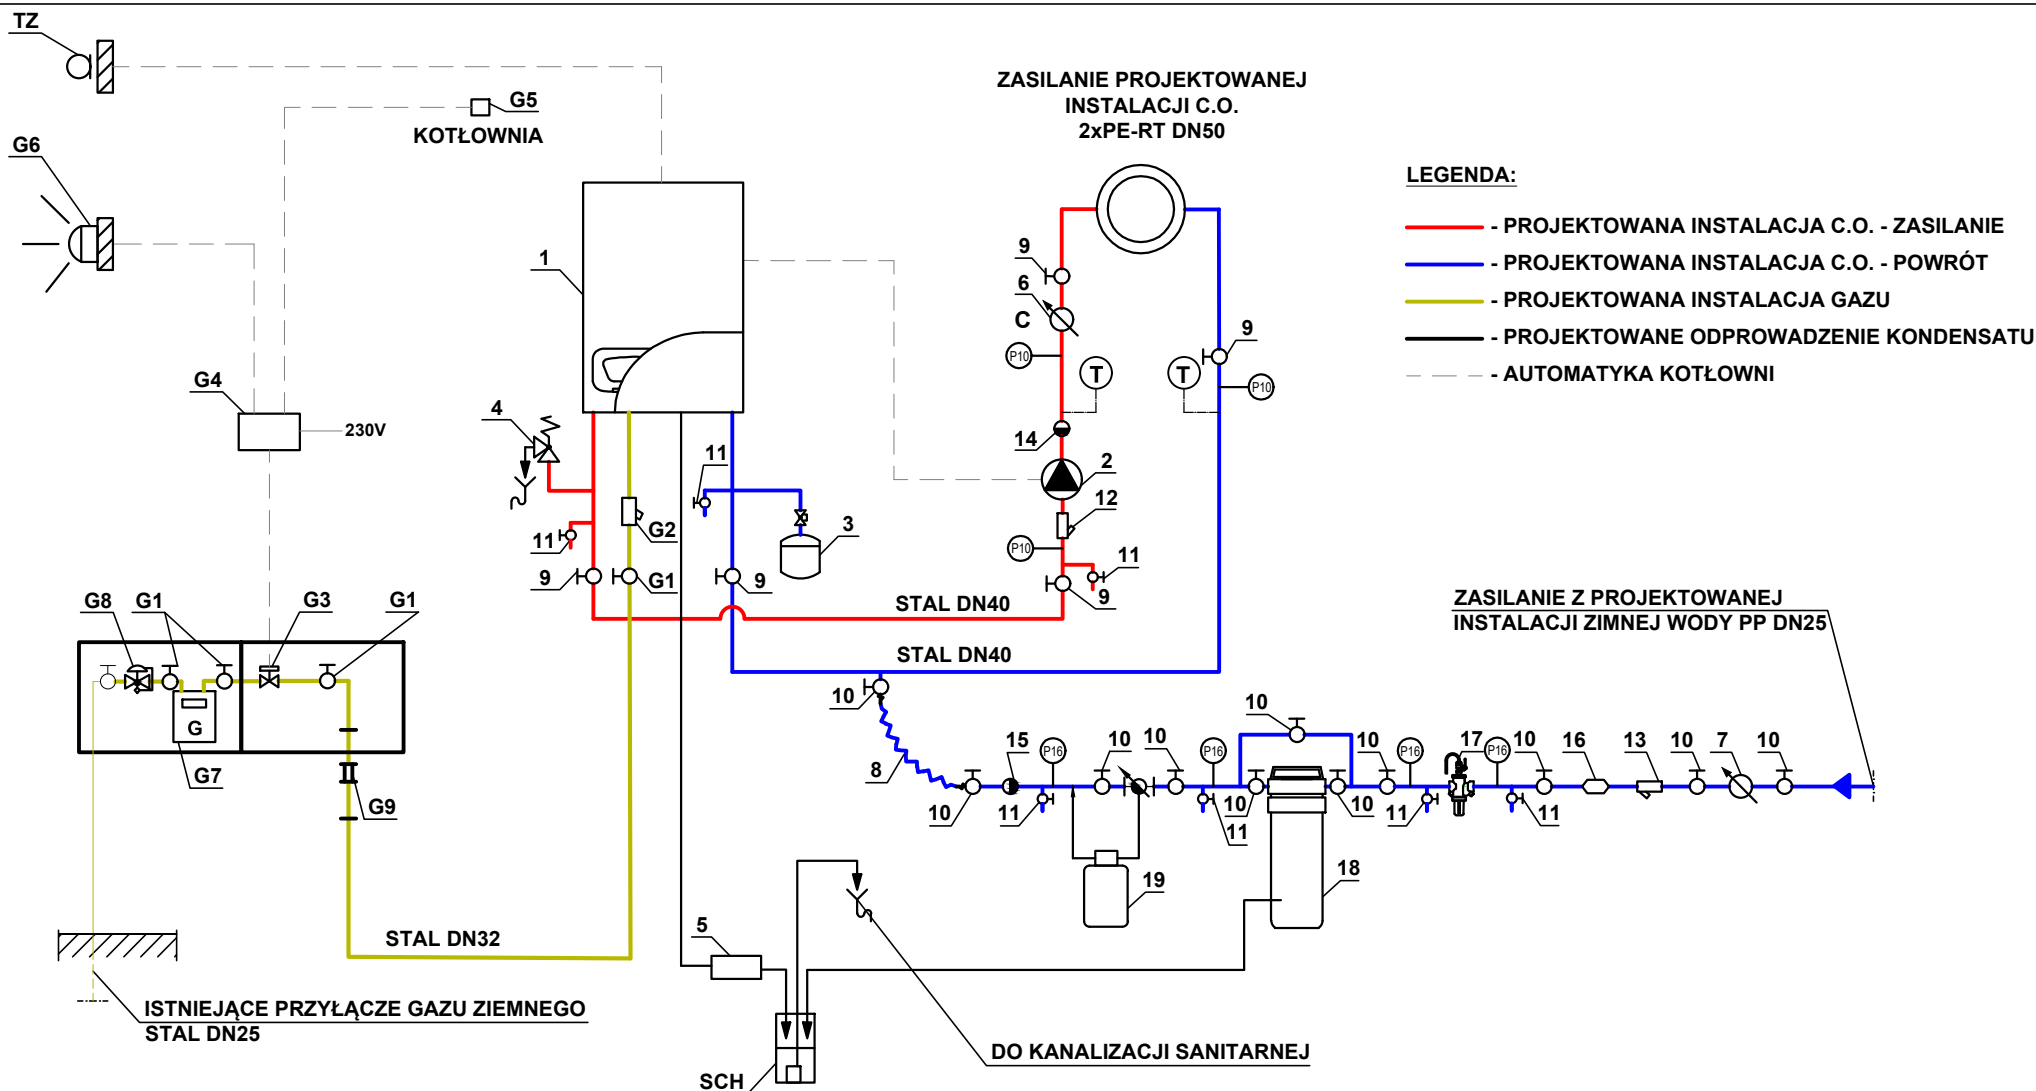 TZ
G5
KOTŁOWNIA
G6
ZASILANIE PROJEKTOWANEJ
INSTALACJI C.O.
2xPE-RT DN50
LEGENDA:
- PROJEKTOWANA INSTALACJA C.O. - ZASILANIE
- PROJEKTOWANA INSTALACJA C.O. - POWRÓT
- PROJEKTOWANA INSTALACJA GAZU
- PROJEKTOWANE ODPROWADZENIE KONDENSATU
- AUTOMATYKA KOTŁOWNI
1
9
6
C
P10
T
T
9
P10
G4
230V
4
11
14
2
12
G2
3
11
P10
11
9
G1
9
9
STAL DN40
STAL DN40
G8
G1
G3
G1
G
G7
G9
ZASILANIE Z PROJEKTOWANEJ
INSTALACJI ZIMNEJ WODY PP DN25
10
8
10
15
P16
10
10
P16
10
10
P16
17
P16
10
16
13
10
7
10
10
11
11
10
10
11
11
19
18
STAL DN32
5
ISTNIEJĄCE PRZYŁĄCZE GAZU ZIEMNEGO
STAL DN25
DO KANALIZACJI SANITARNEJ
SCH